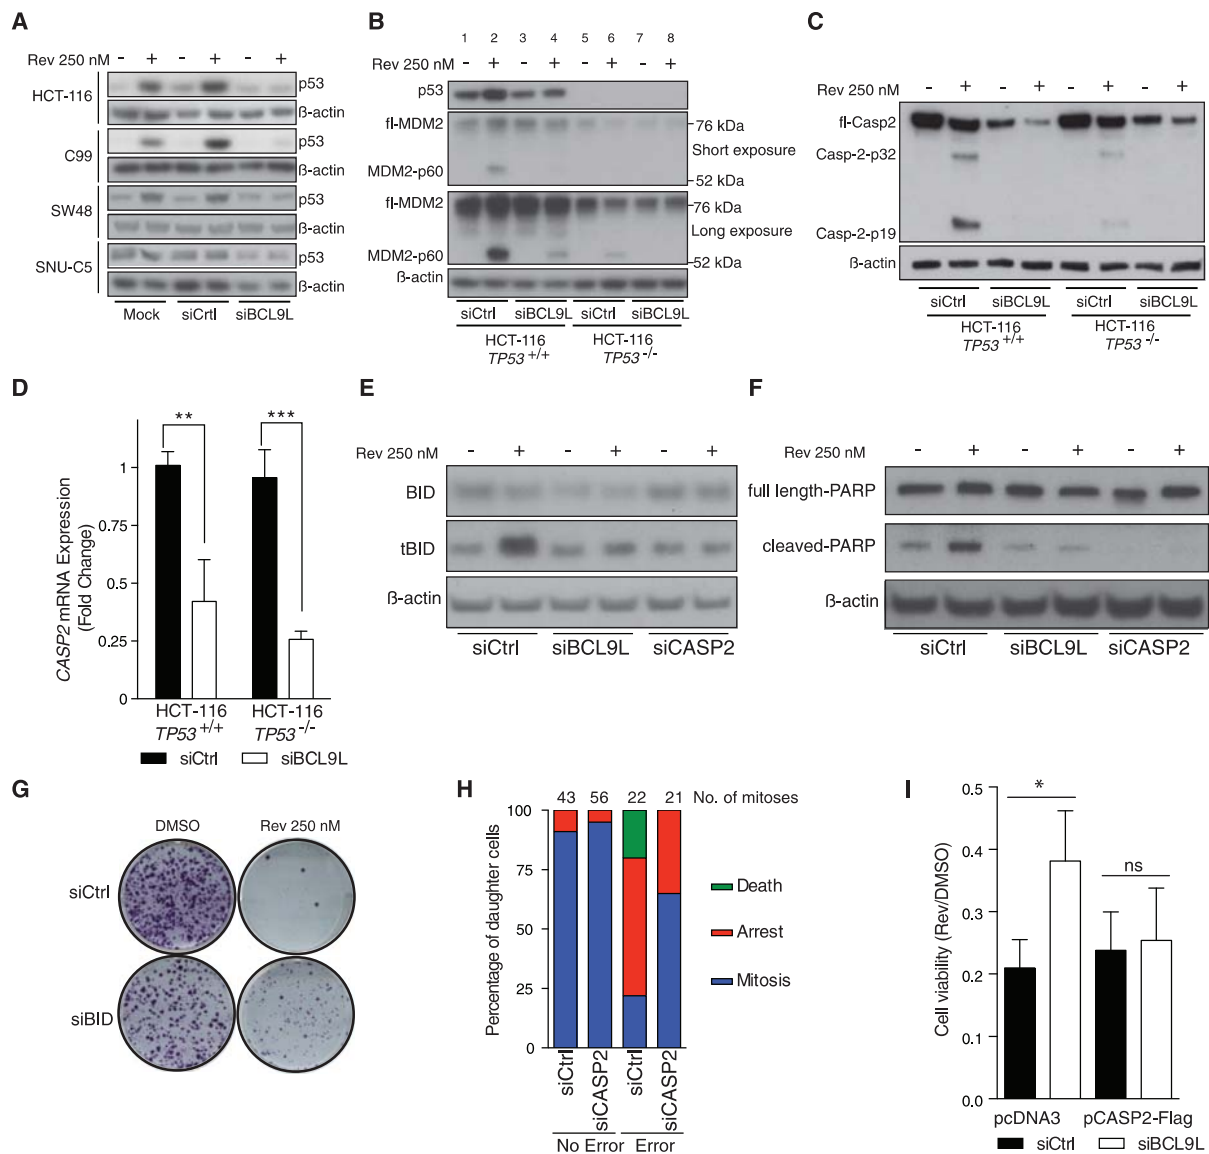 A
Rev 250 nM - + - + - +
HCT-116
p53
ß-actin
C99
p53
ß-actin
SW48
p53
ß-actin
SNU-C5
p53
ß-actin
Mock siCrtl siBCL9L
B
1 2 3 4 5 6 7 8
Rev 250 nM - + - + - + - +
p53
fl-MDM2
76 kDa
Short exposure
MDM2-p60
52 kDa
fl-MDM2
76 kDa
Long exposure
MDM2-p60
52 kDa
ß-actin
siCtrl siBCL9L siCtrl siBCL9L
HCT-116 HCT-116
TP53 +/+ TP53 -/-
C
Rev 250 nM - + - + - + - +
fl-Casp2
Casp-2-p32
Casp-2-p19
ß-actin
siCtrl siBCL9L siCtrl siBCL9L
HCT-116 HCT-116
TP53 +/+ TP53 -/-
D
CASP2 mRNA Expression
(Fold Change)
** ***
1
0.75
0.5
0.25
0
HCT-116 HCT-116
TP53 +/+ TP53 -/-
siCtrl siBCL9L
E
Rev 250 nM - + - + - +
BID
tBID
ß-actin
siCtrl siBCL9L siCASP2
F
Rev 250 nM - + - + - +
full length-PARP
cleaved-PARP
ß-actin
siCtrl siBCL9L siCASP2
G
DMSO Rev 250 nM
siCtrl
siBID
H
43 56 22 21 No. of mitoses
Percentage of daughter cells
100
75
50
25
0
Death
Arrest
Mitosis
siCtrl
siCASP2
siCtrl
siCASP2
No Error Error
I
Cell viability (Rev/DMSO)
* ns
0.5
0.4
0.3
0.2
0.1
0.0
pcDNA3 pCASP2-Flag
siCtrl siBCL9L